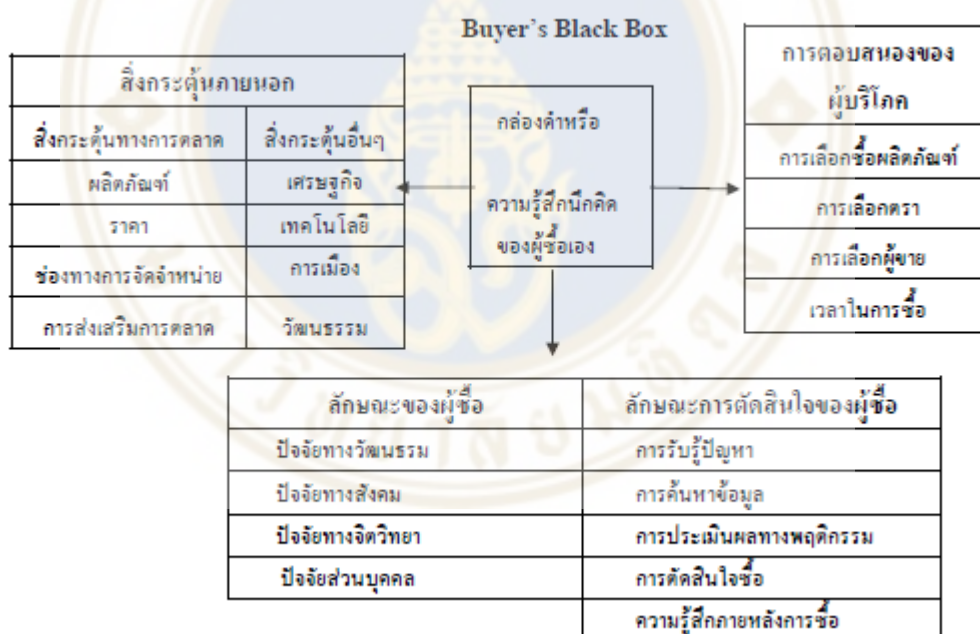 Buyer's Black Box
สิ่งกระตุ้นภายนอก
สิ่งกระตุ้นทางการตลาด สิ่งกระตุ้นอื่นๆ
ผลิตภัณฑ์ เศรษฐกิจ
ราคา เทคโนโลยี
ช่องทางการจัดจำหน่าย การเมือง
การส่งเสริมการตลาด วัฒนธรรม
กล่องดำหรือ
ความรู้สึกนึกคิด
ของผู้ซื้อเอง
การตอบสนองของ
ผู้บริโภค
การเลือกซื้อผลิตภัณฑ์
การเลือกตรา
การเลือกผู้ขาย
เวลาในการซื้อ
ลักษณะของผู้ซื้อ ลักษณะการตัดสินใจของผู้ซื้อ
ปัจจัยทางวัฒนธรรม การรับรู้ปัญหา
ปัจจัยทางสังคม การค้นหาข้อมูล
ปัจจัยทางจิตวิทยา การประเมินผลทางพฤติกรรม
ปัจจัยส่วนบุคคล การตัดสินใจซื้อ
ความรู้สึกภายหลังการซื้อ